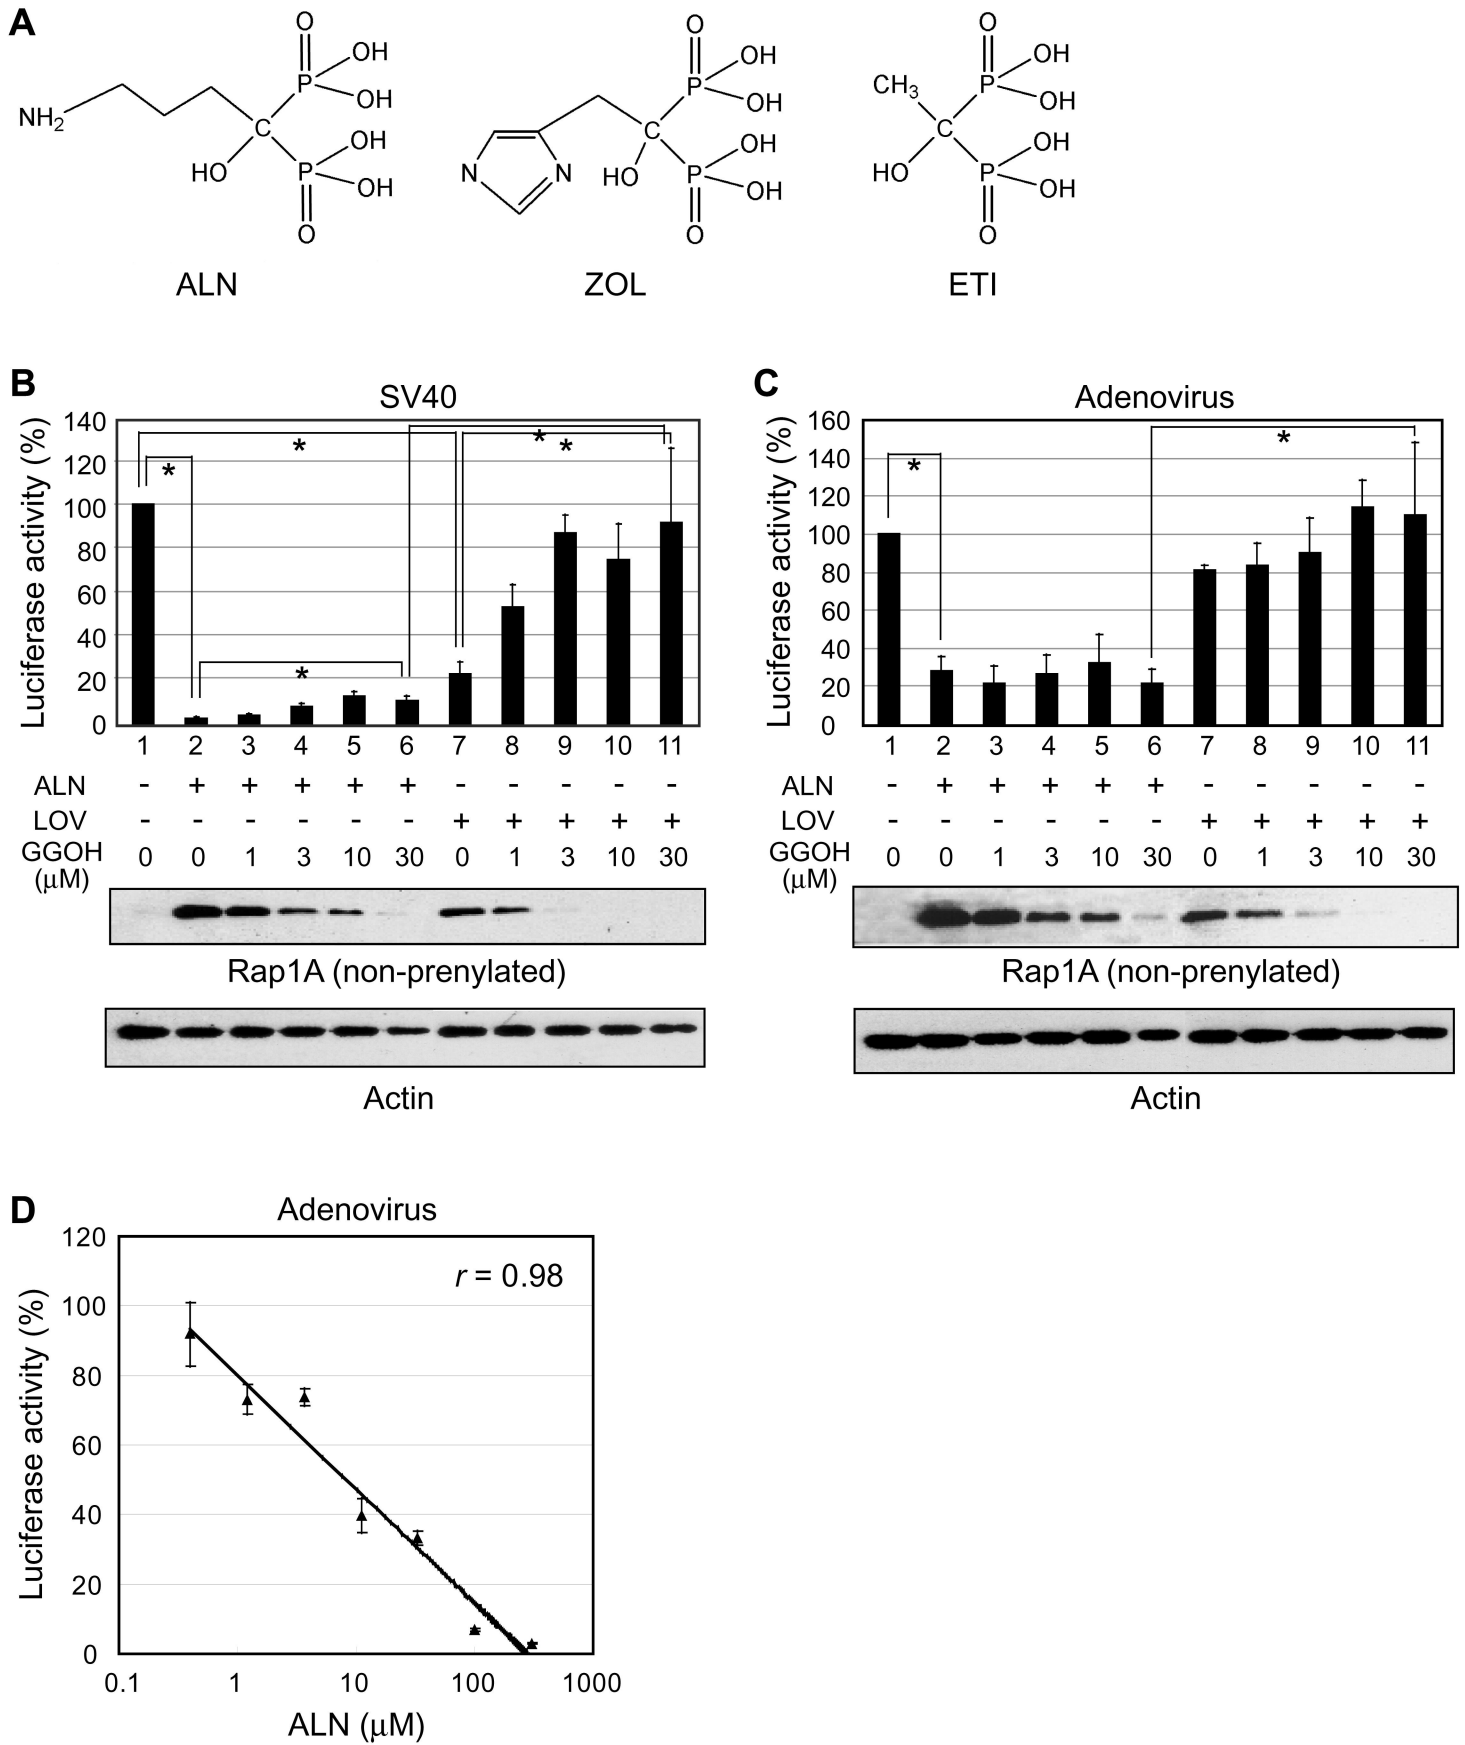 A
O
OH
P
OH
NH2
C
OH
HO
P
OH
O
ALN
O
OH
P
OH
C
OH
N
N
HO
P
OH
O
ZOL
O
OH
CH3
P
OH
C
OH
HO
P
OH
O
ETI
B
SV40
Luciferase activity (%)
140
120
100
80
60
40
20
0
* * * * *
1 2 3 4 5 6 7 8 9 10 11
ALN - + + + + + - - - - -
LOV - - - - - - + + + + +
GGOH 0 0 1 3 10 30 0 1 3 10 30
(μM)
Rap1A (non-prenylated)
Actin
C
Adenovirus
Luciferase activity (%)
160
140
120
100
80
60
40
20
0
* *
1 2 3 4 5 6 7 8 9 10 11
ALN - + + + + + - - - - -
LOV - - - - - - + + + + +
GGOH 0 0 1 3 10 30 0 1 3 10 30
(μM)
Rap1A (non-prenylated)
Actin
D
Adenovirus
Luciferase activity (%)
120
100
80
60
40
20
0
r = 0.98
0.1 1 10 100 1000
ALN (μM)